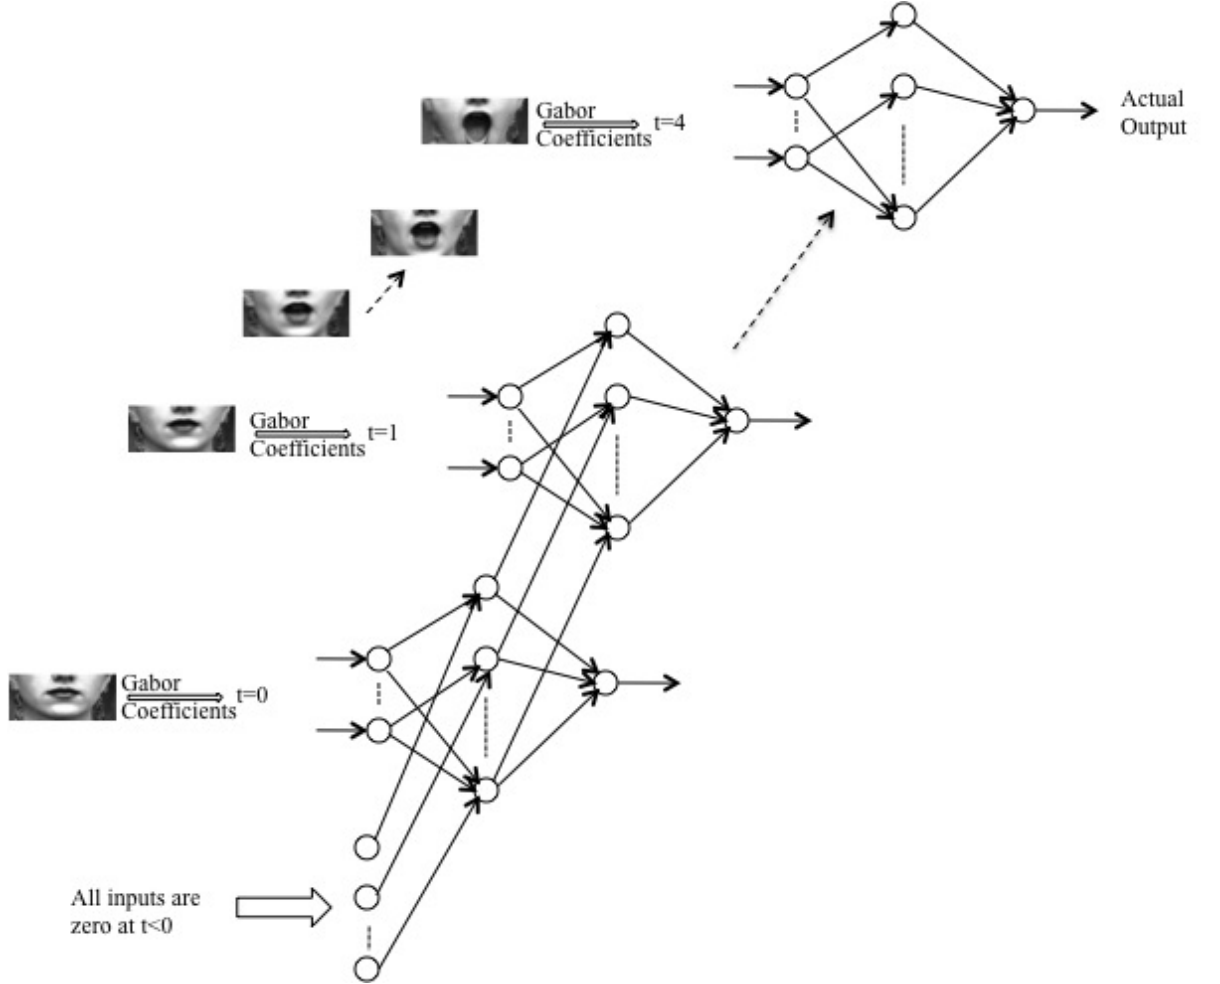 Gabor
Coefficients
t=4
Actual
Output
Gabor
Coefficients
t=1
Gabor
Coefficients
t=0
All inputs are
zero at t<0